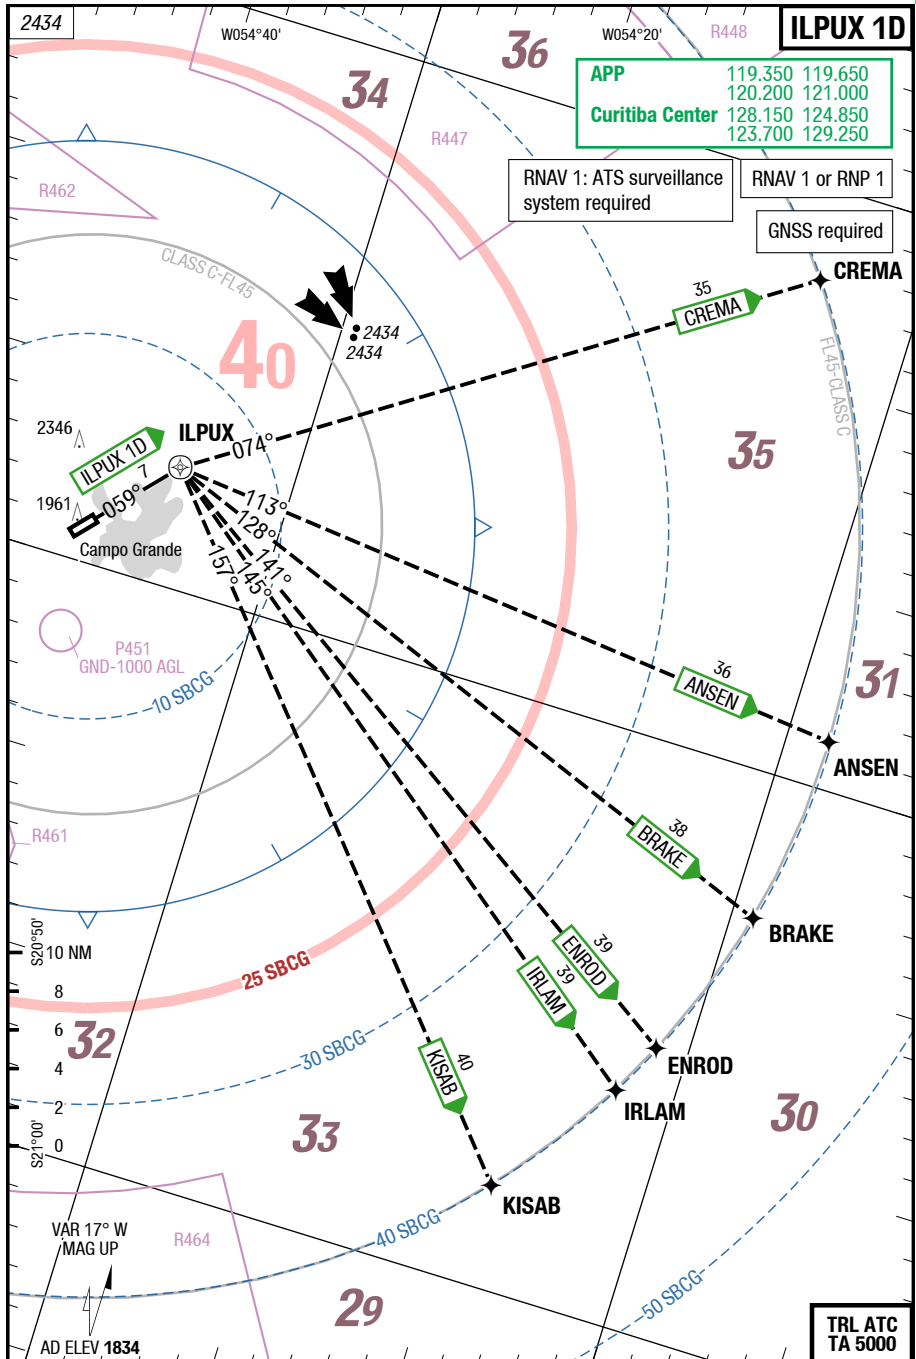 2434
W054°40'
W054°20'
R448
ILPUX 1D
36
34
APP 119.350 119.650
120.200 121.000
Curitiba Center 128.150 124.850
123.700 129.250
R447
RNAV 1: ATS surveillance
system required
RNAV 1 or RNP 1
R462
GNSS required
CLASS C-FL45
CREMA
35
CREMA
2434
2434
40
FL45-CLASS C
2346
ILPUX
ILPUX 1D
7
074°
35
059°
1961
113°
128°
141°
145°
157°
Campo Grande
P451
GND-1000 AGL
10 SBCG
36
ANSEN
31
ANSEN
38
BRAKE
R461
BRAKE
S20°50'
10 NM
8
6
4
2
0
S21°00'
25 SBCG
39
ENROD
39
IRLAM
32
30 SBCG
40
KISAB
ENROD
IRLAM
33
30
KISAB
VAR 17° W
MAG UP
R464
40 SBCG
50 SBCG
29
AD ELEV 1834
TRL ATC
TA 5000